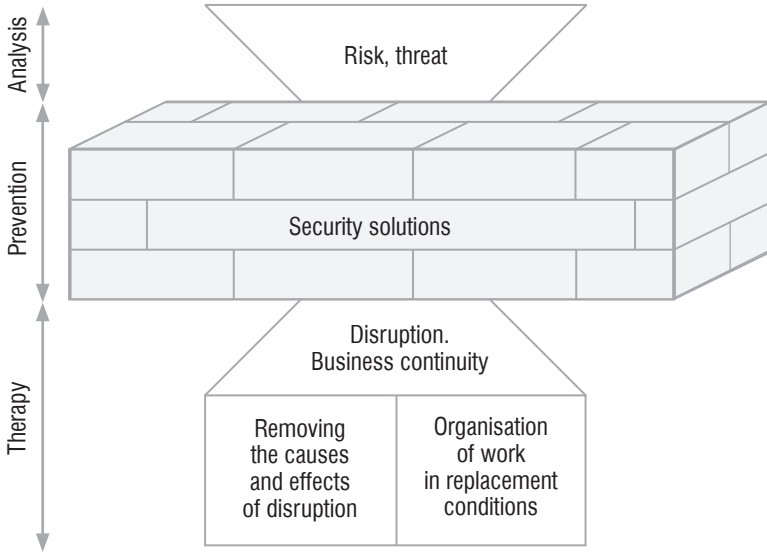 Analysis
Risk, threat
Prevention
Security solutions
Therapy
Disruption.
Business continuity
Removing
the causes
and effects
of disruption
Organisation
of work
in replacement
conditions